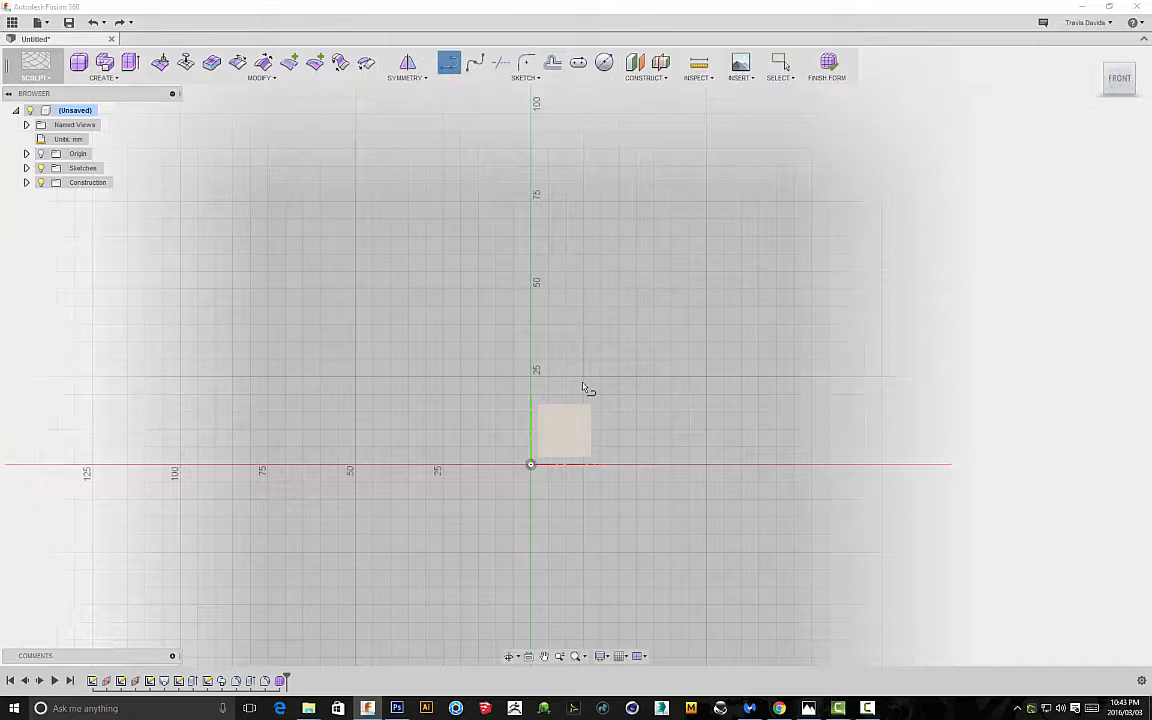 Autodesk Fusion 360
Travis Davids
Untitled*
SCULPT
CREATE
MODIFY
SYMMETRY
SKETCH
CONSTRUCT
INSPECT
INSERT
SELECT
FINISH FORM
FRONT
BROWSER
(Unsaved)
Named Views
Units: mm
Origin
Sketches
Construction
100
75
50
25
125
100
75
50
25
COMMENTS
Ask me anything
10:43 PM
2016/03/03